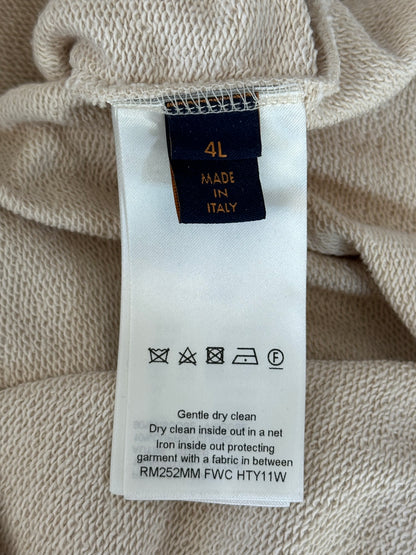 4L
MADE
IN
ITALY
F
Gentle dry clean
Dry clean inside out in a net
Iron inside out protecting
garment with a fabric in between
RM252MM FWC HTY11W